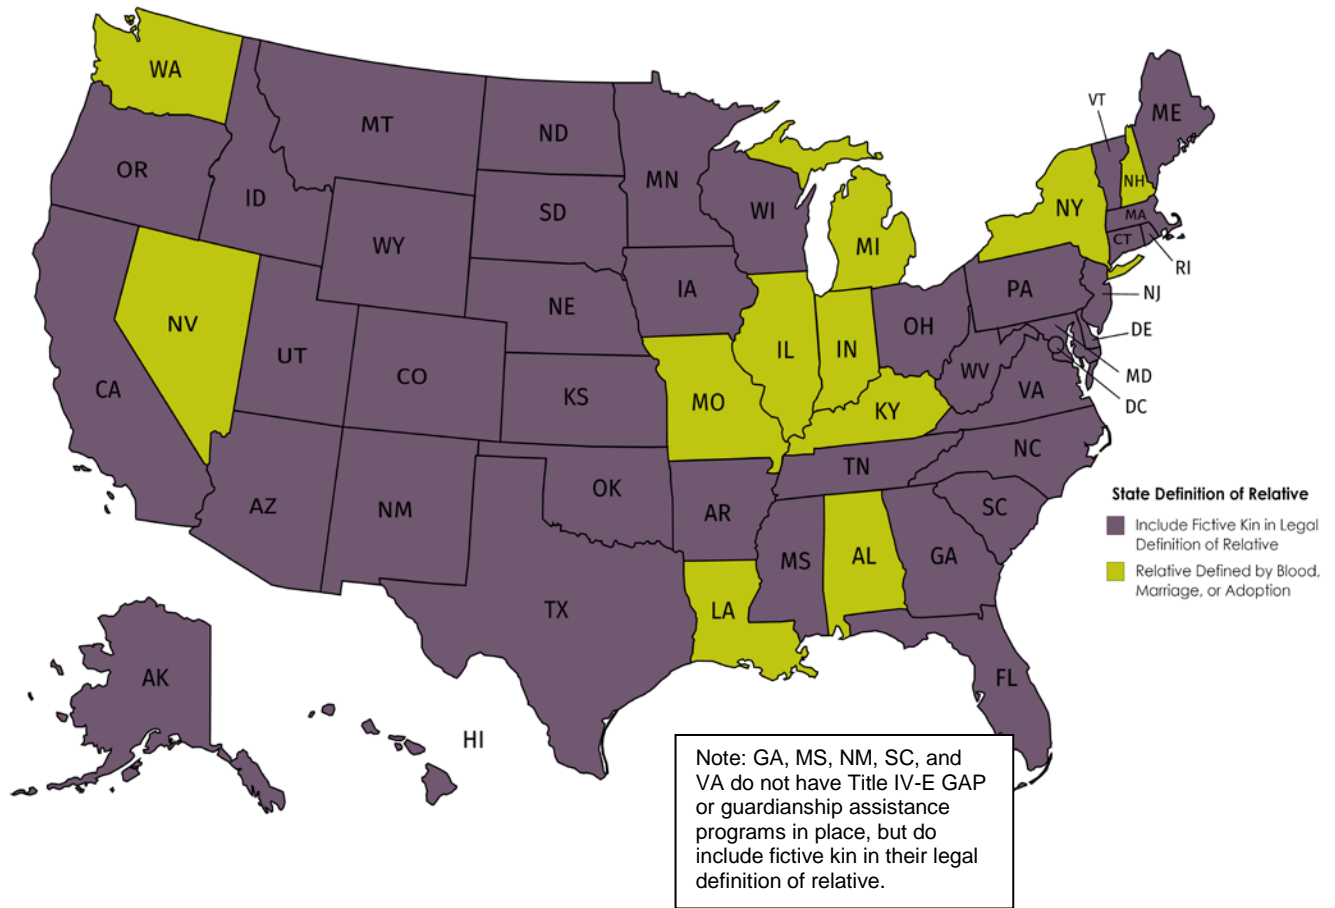 WA
VT
ME
MT
ND
OR
MN
ID
SD
WI
NH
NY
MA
WY
MI
CT
RI
IA
PA
NJ
NE
NV
OH
DE
IL
IN
UT
CO
WV
MD
CA
KS
MO
VA
DC
KY
NC
TN
OK
AZ
NM
AR
SC
State Definition of Relative
Include Fictive Kin in Legal
Definition of Relative
Relative Defined by Blood,
Marriage, or Adoption
MS
AL
GA
TX
LA
AK
FL
HI
Note: GA, MS, NM, SC, and
VA do not have Title IV-E GAP
or guardianship assistance
programs in place, but do
include fictive kin in their legal
definition of relative.